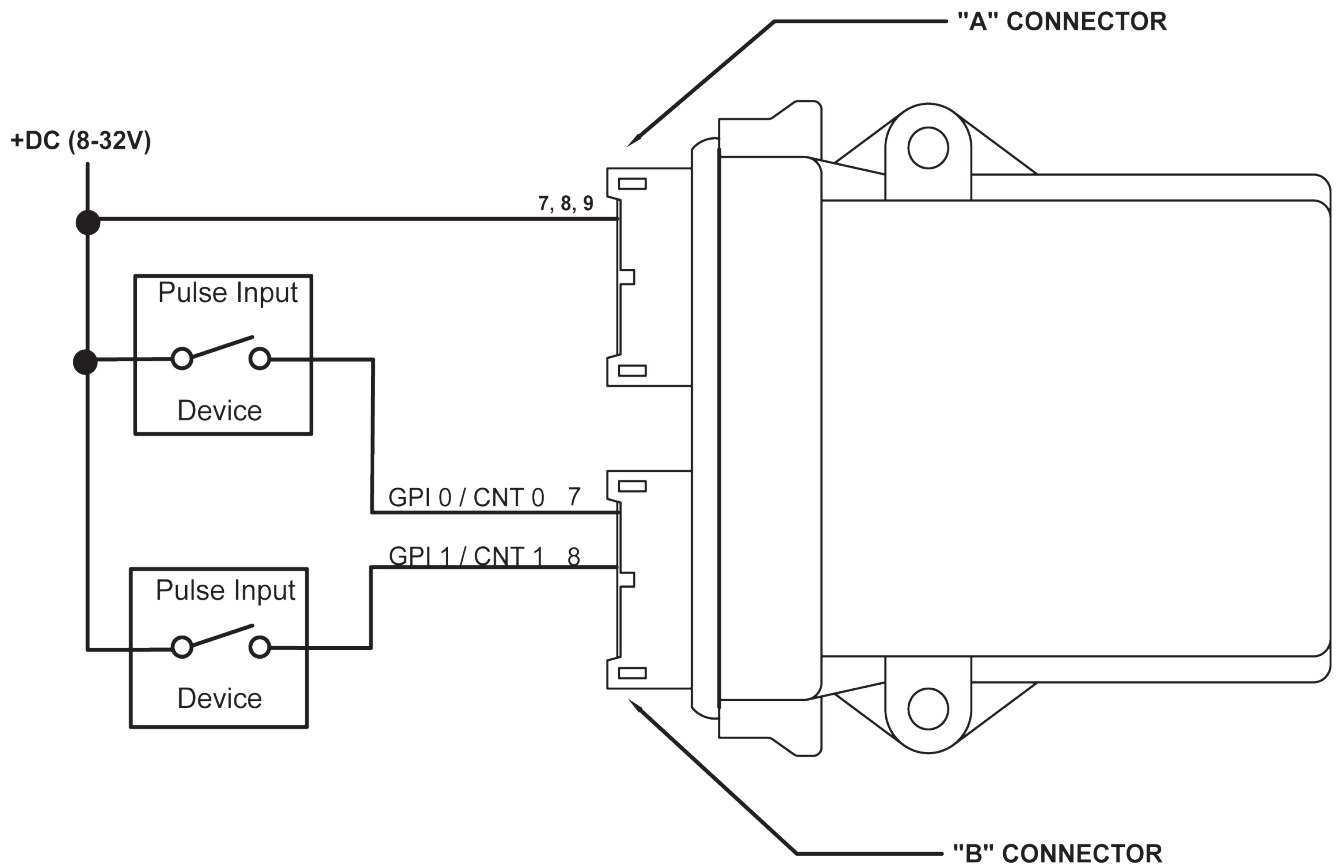 "A" CONNECTOR
+DC (8-32V)
7, 8, 9
Pulse Input
Device
GPI 0 / CNT 0 7
GPI 1 / CNT 1 8
Pulse Input
Device
"B" CONNECTOR